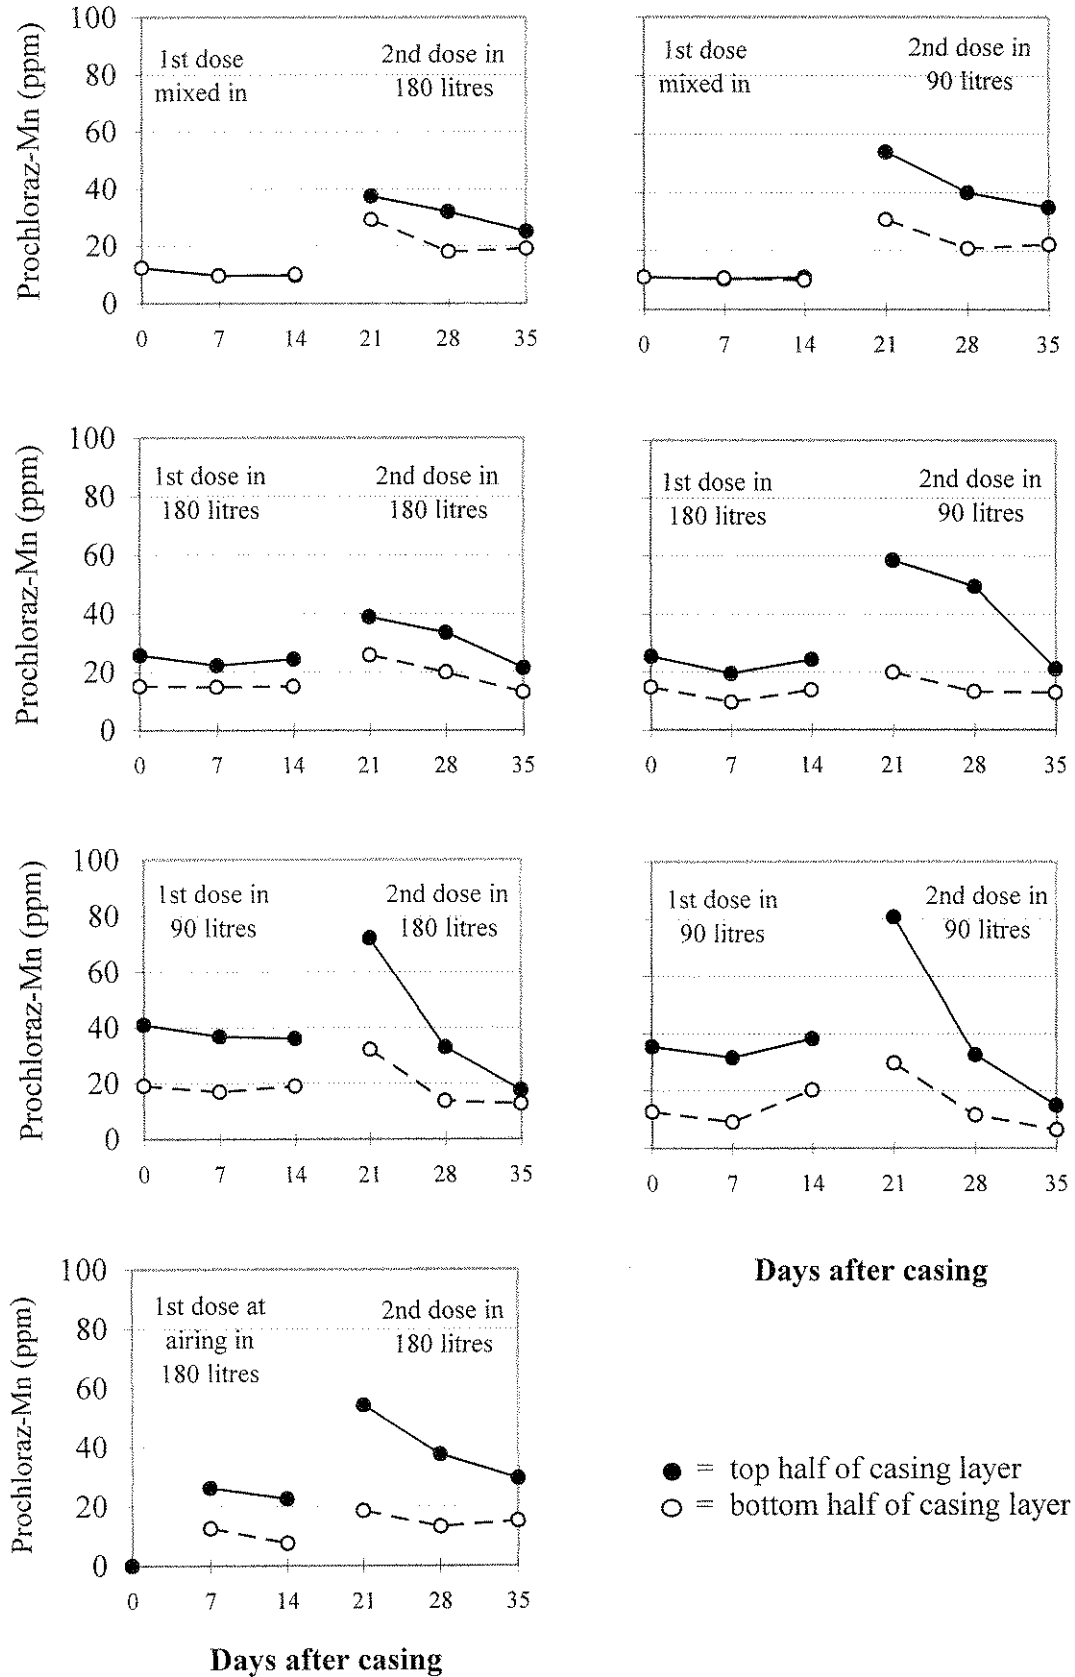 Prochloraz-Mn (ppm)
100
80
60
40
20
0
1st dose
mixed in
2nd dose in
180 litres
0 7 14 21 28 35
1st dose
mixed in
2nd dose in
90 litres
0 7 14 21 28 35
Prochloraz-Mn (ppm)
100
80
60
40
20
0
1st dose in
180 litres
2nd dose in
180 litres
0 7 14 21 28 35
1st dose in
180 litres
2nd dose in
90 litres
0 7 14 21 28 35
Prochloraz-Mn (ppm)
100
80
60
40
20
0
1st dose in
90 litres
2nd dose in
180 litres
0 7 14 21 28 35
1st dose in
90 litres
2nd dose in
90 litres
0 7 14 21 28 35
Days after casing
Prochloraz-Mn (ppm)
100
80
60
40
20
0
1st dose at
airing in
180 litres
2nd dose in
180 litres
0 7 14 21 28 35
Days after casing
● = top half of casing layer
○ = bottom half of casing layer